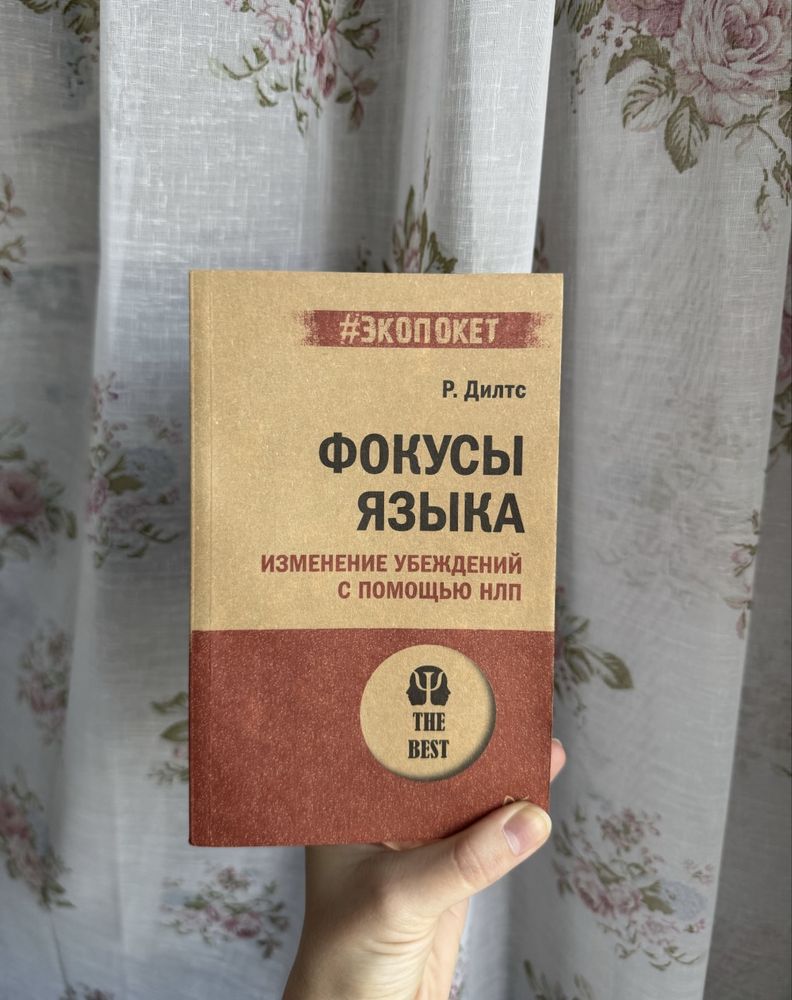 #ЭКОПОКЕТ
Р. Дилтс
ФОКУСЫ
ЯЗЫКА
ИЗМЕНЕНИЕ УБЕЖДЕНИЙ
С ПОМОЩЬЮ НЛП
THE
BEST